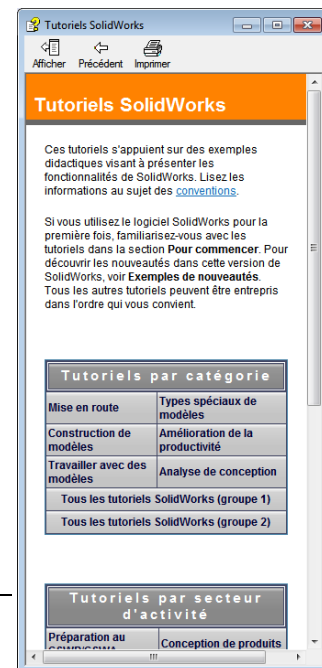 Tutoriels SolidWorks
Afficher Précédent Imprimer
Tutoriels SolidWorks
Ces tutoriels s'appuient sur des exemples
didactiques visant à présenter les
fonctionnalités de SolidWorks. Lisez les
informations au sujet des conventions.
Si vous utilisez le logiciel SolidWorks pour la
première fois, familiarisez-vous avec les
tutoriels dans la section Pour commencer. Pour
découvrir les nouveautés dans cette version de
SolidWorks, voir Exemples de nouveautés.
Tous les autres tutoriels peuvent être entrepris
dans l'ordre qui vous convient.
Tutoriels par catégorie
Mise en route
Types spéciaux de
modèles
Construction de
modèles
Amélioration de la
productivité
Travailler avec des
modèles
Analyse de conception
Tous les tutoriels SolidWorks (groupe 1)
Tous les tutoriels SolidWorks (groupe 2)
Tutoriels par secteur
d'activité
Préparation au
Conception de produits